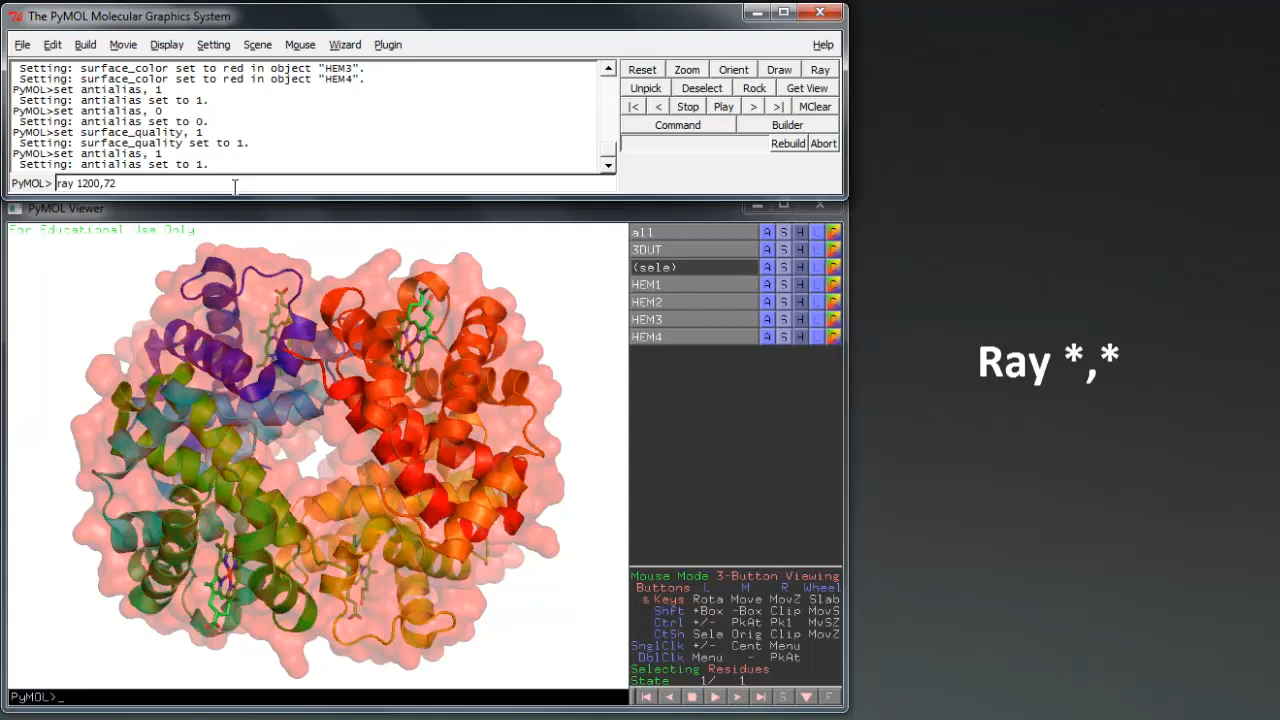 The PyMOL Molecular Graphics System
File Edit Build Movie Display Setting Scene Mouse Wizard Plugin Help
Setting: surface_color set to red in object "HEM3".
Setting: surface_color set to red in object "HEM4".
PyMOL>set antialias, 1
Setting: antialias set to 1.
PyMOL>set antialias, 0
Setting: antialias set to 0.
PyMOL>set surface_quality, 1
Setting: surface_quality set to 1.
PyMOL>set antialias, 1
Setting: antialias set to 1.
PyMOL> ray 1200,72
Reset Zoom Orient Draw Ray
Unpick Deselect Rock Get View
|< < Stop Play > >| MClear
Command Builder
Rebuild Abort
PyMOL Viewer
For Educational Use Only
all A S H L C
3DUT A S H L C
(sele) A S H L C
HEM1 A S H L C
HEM2 A S H L C
HEM3 A S H L C
HEM4 A S H L C
Mouse Mode 3-Button Viewing
Buttons L M R Wheel
& Keys Rota Move MovZ Slab
Shft +Box -Box Clip MovS
Ctrl +/- PkAt Pk1 MvSZ
CtSh Sele Orig Clip MovZ
SnglClk +/- Cent Menu
DblClk Menu - PkAt
Selecting Residues
State 1/ 1
S F
PyMOL>_
Ray *,*